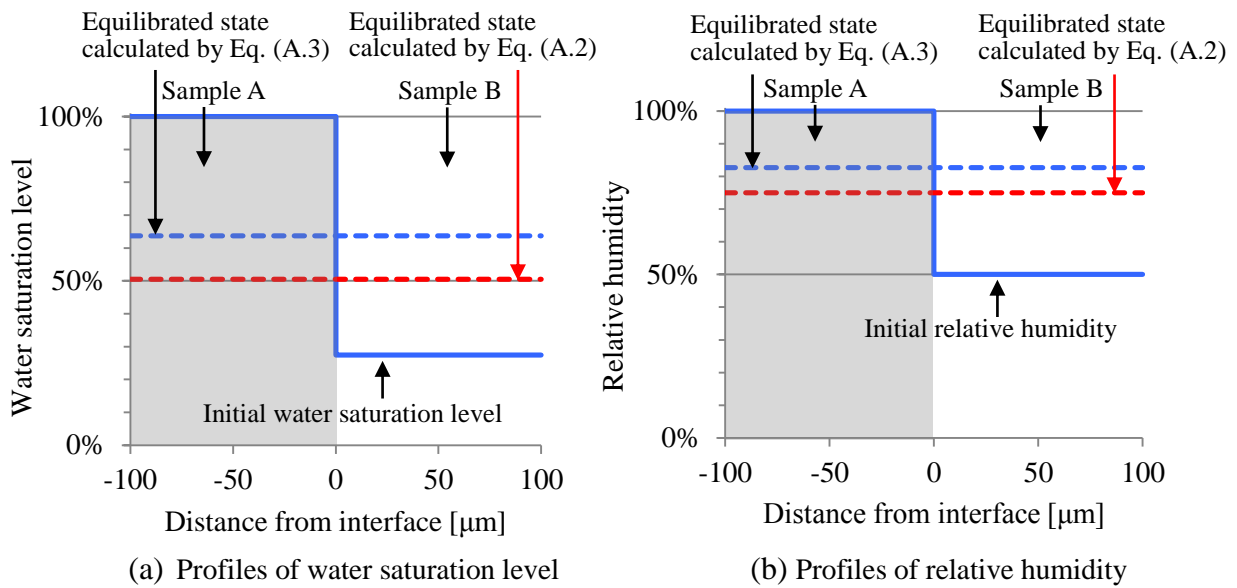 Equilibrated state
calculated by Eq. (A.3)
Equilibrated state
calculated by Eq. (A.2)
Sample A
Sample B
100%
50%
0%
Water saturation level
Initial water saturation level
-100
-50
0
50
100
Distance from interface [μm]
(a) Profiles of water saturation level
Equilibrated state
calculated by Eq. (A.3)
Equilibrated state
calculated by Eq. (A.2)
Sample A
Sample B
100%
50%
0%
Relative humidity
Initial relative humidity
-100
-50
0
50
100
Distance from interface [μm]
(b) Profiles of relative humidity